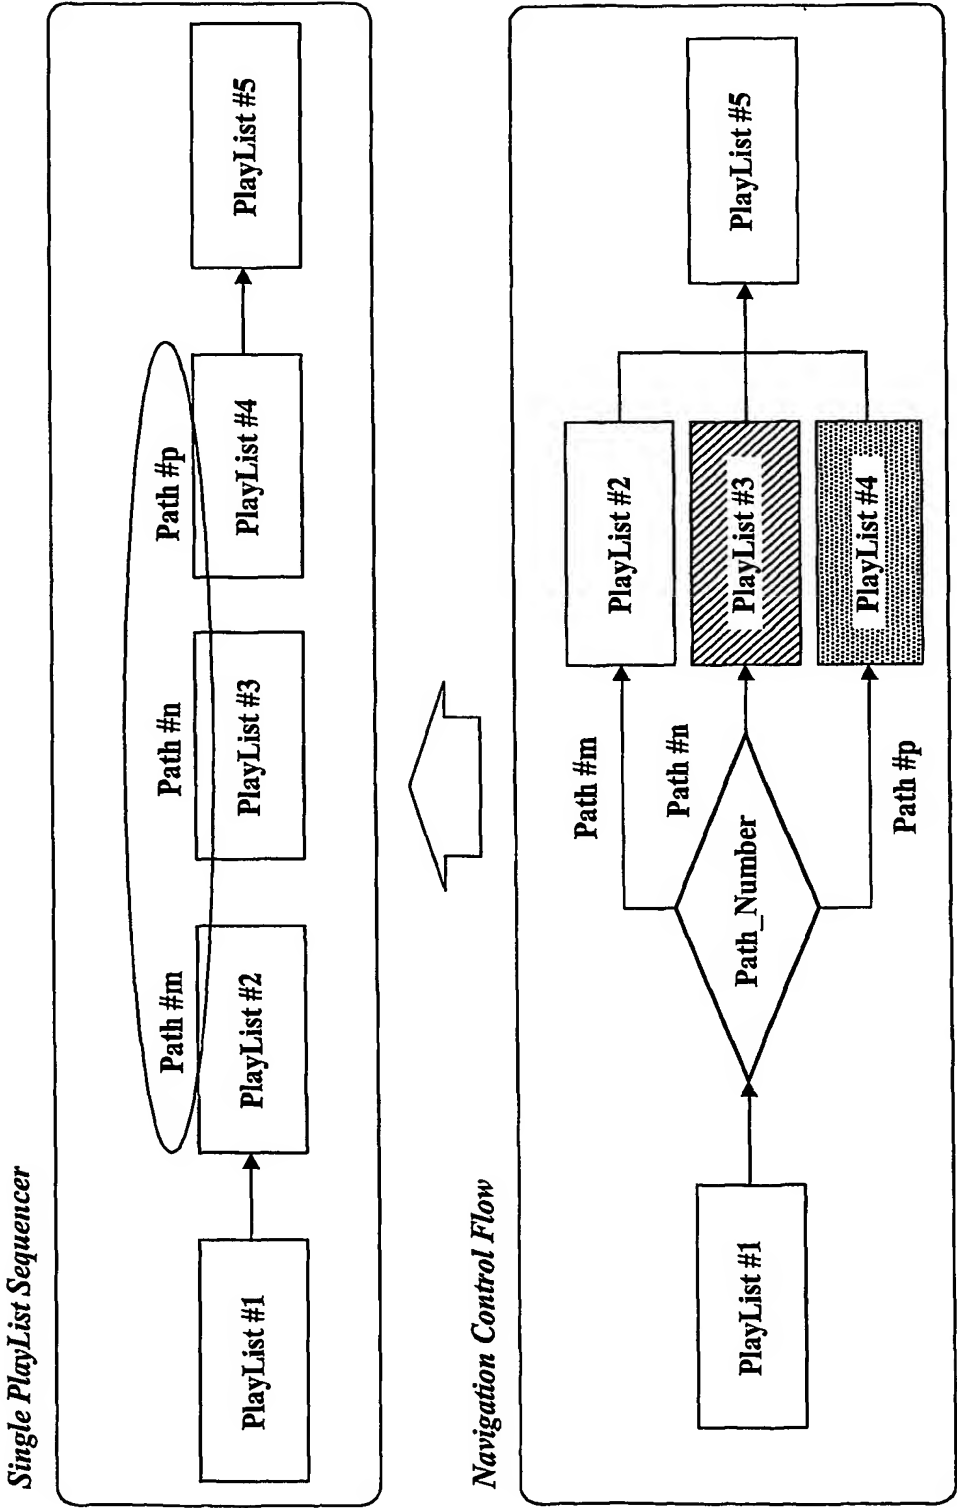 Single PlayList Sequencer
Path #m
Path #n
Path #p
PlayList #1
PlayList #2
PlayList #3
PlayList #4
PlayList #5
Navigation Control Flow
PlayList #1
Path_Number
Path #m
Path #n
Path #p
PlayList #2
PlayList #3
PlayList #4
PlayList #5